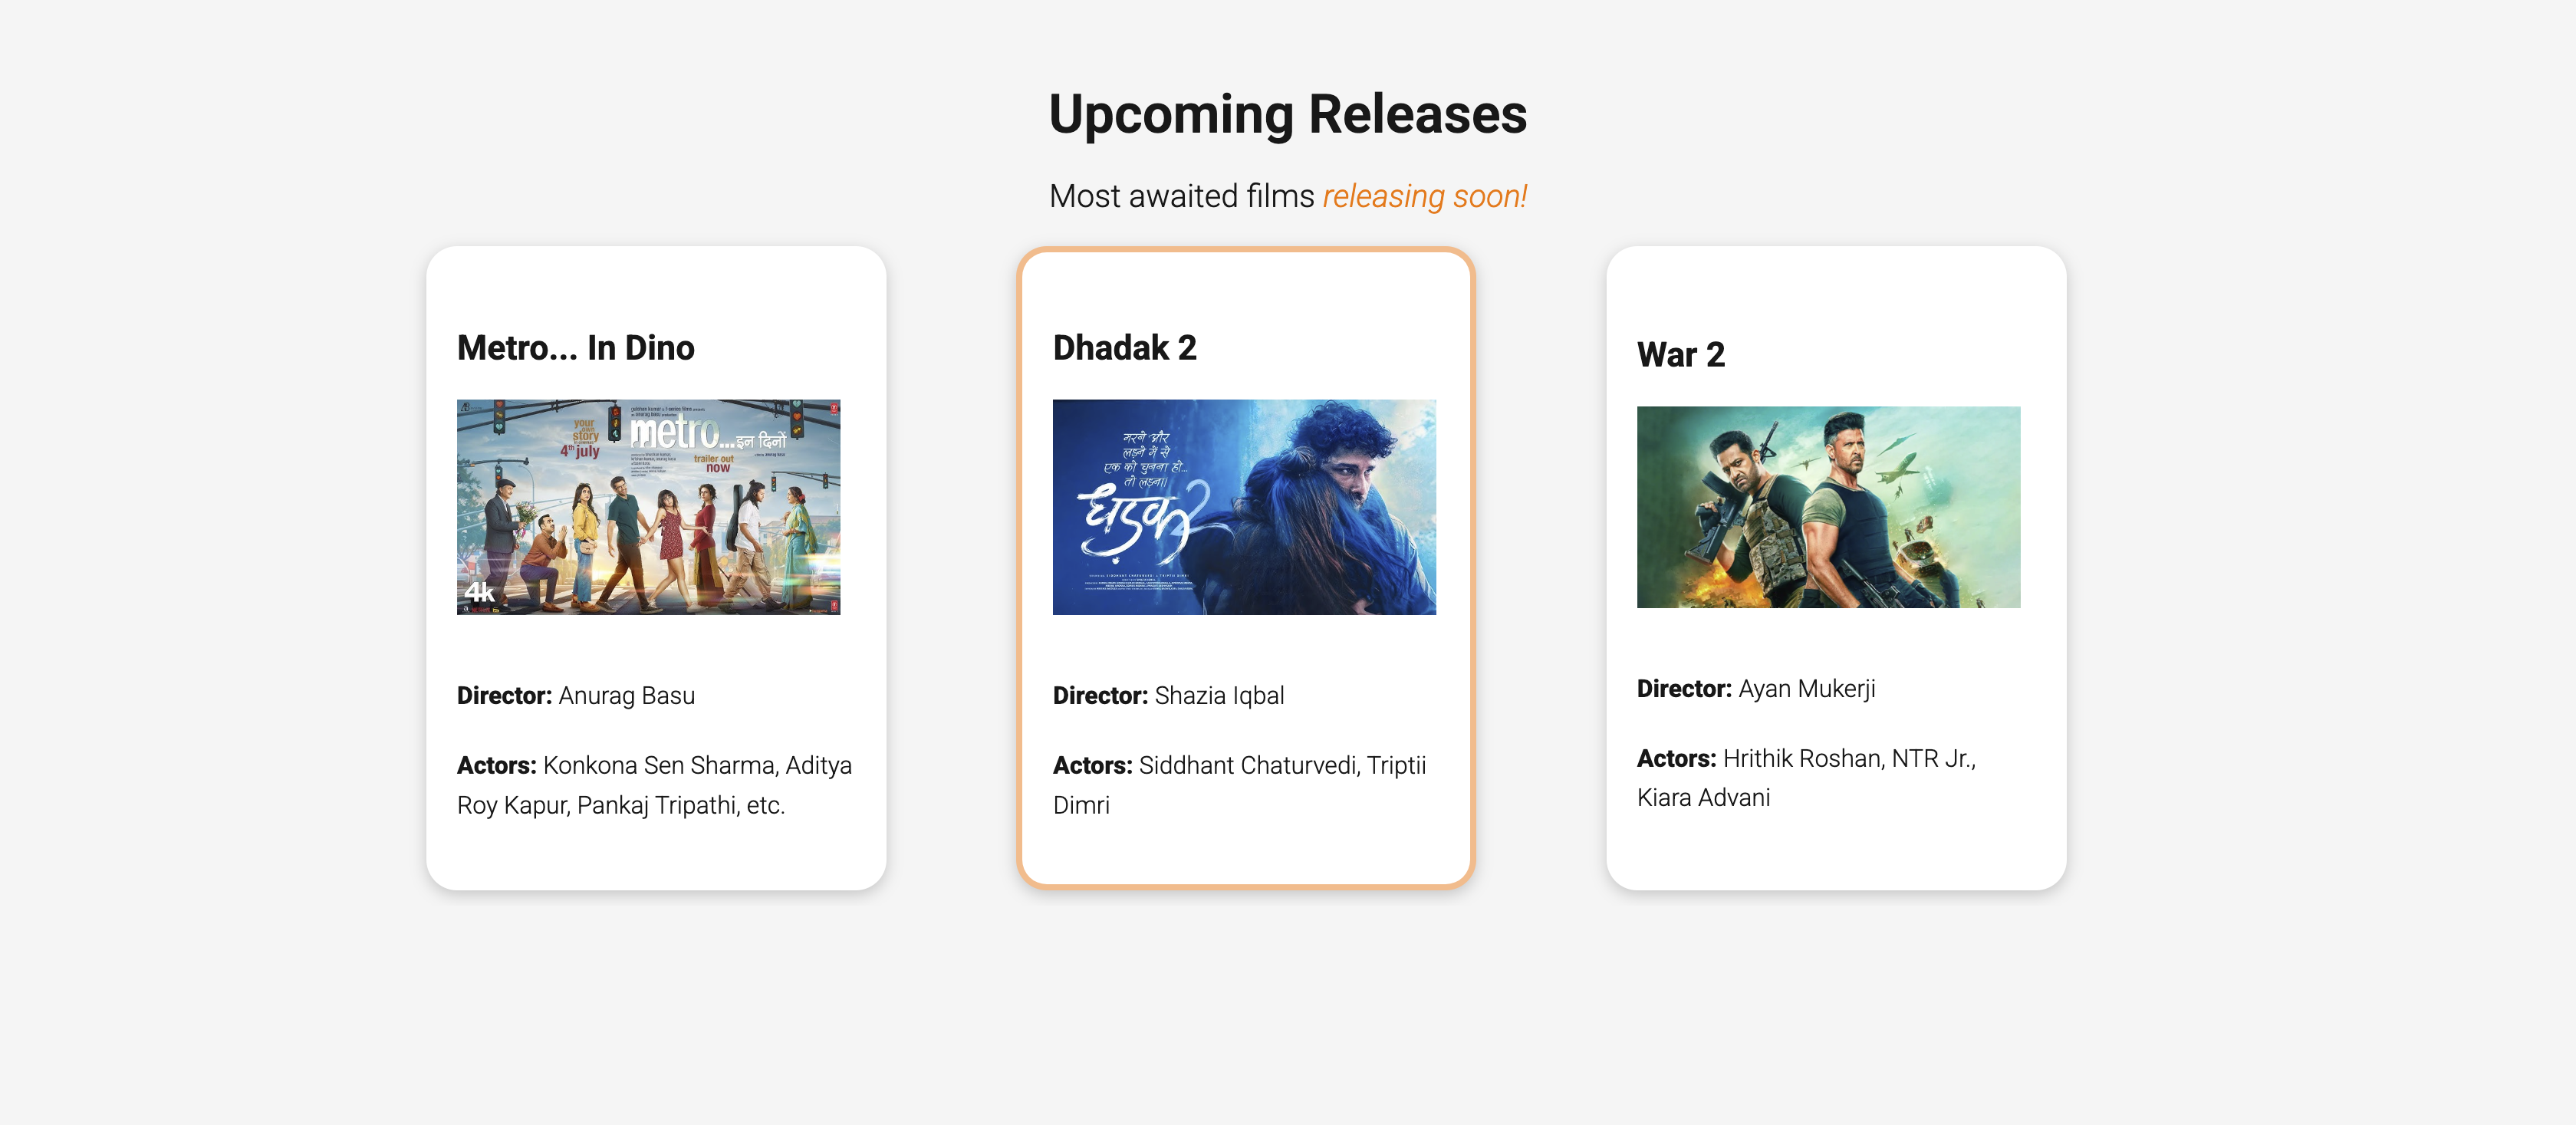 Upcoming Releases
Most awaited films releasing soon!
Metro... In Dino
your
own
story
in cinemas
4th july
metro...इन दिनों
trailer out
now
4k
Director: Anurag Basu
Actors: Konkona Sen Sharma, Aditya
Roy Kapur, Pankaj Tripathi, etc.
Dhadak 2
मरने और
लड़ने में से
एक को चुनना हो...
तो लड़ना।
धड़क 2
Director: Shazia Iqbal
Actors: Siddhant Chaturvedi, Triptii
Dimri
War 2
Director: Ayan Mukerji
Actors: Hrithik Roshan, NTR Jr.,
Kiara Advani